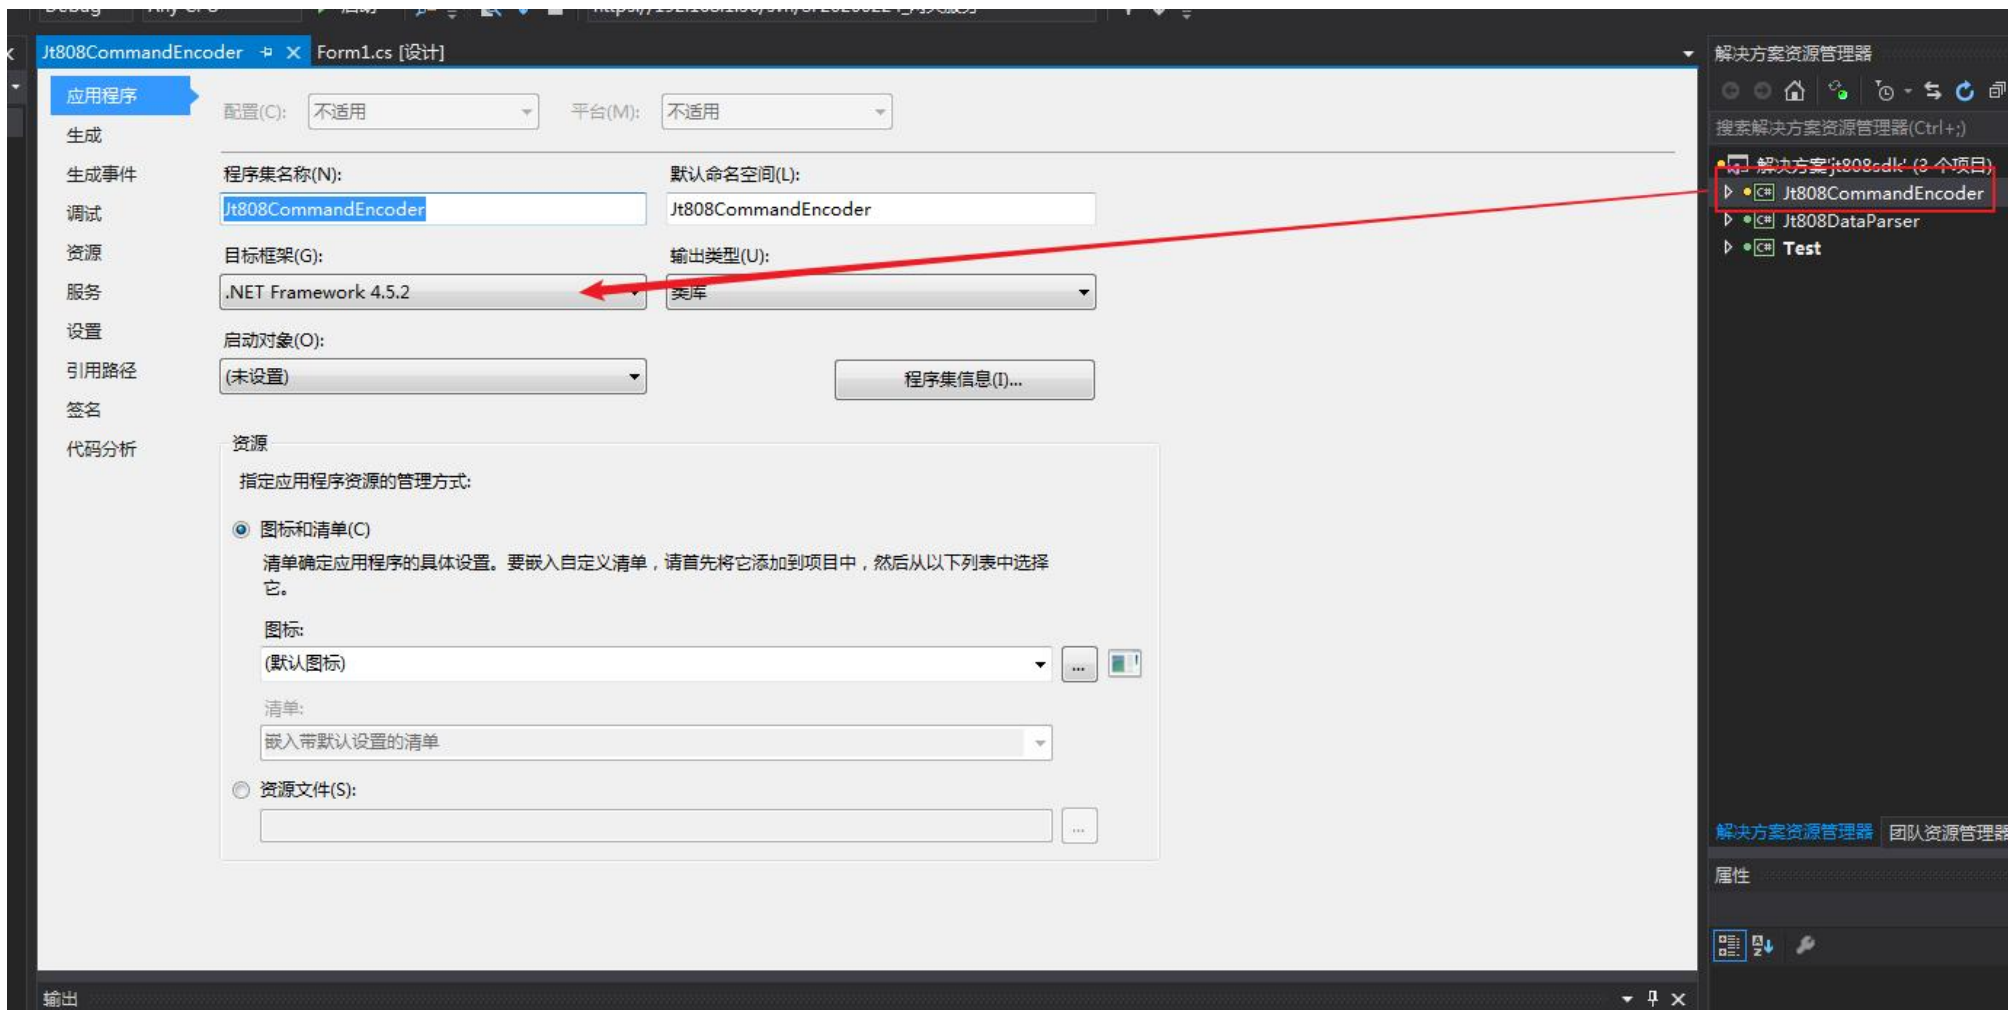 Jt808CommandEncoder
Form1.cs [设计]
应用程序
生成
生成事件
调试
资源
服务
设置
引用路径
签名
代码分析
配置(C):
不适用
平台(M):
不适用
程序集名称(N):
默认命名空间(L):
Jt808CommandEncoder
Jt808CommandEncoder
目标框架(G):
输出类型(U):
.NET Framework 4.5.2
类库
启动对象(O):
(未设置)
程序集信息(I)...
资源
指定应用程序资源的管理方式:
图标和清单(C)
清单确定应用程序的具体设置。要嵌入自定义清单，请首先将它添加到项目中，然后从以下列表中选择
它。
图标:
(默认图标)
...
清单:
嵌入带默认设置的清单
资源文件(S):
...
输出
解决方案资源管理器
搜索解决方案资源管理器(Ctrl+;)
解决方案'jt808sdk' (3 个项目)
C# Jt808CommandEncoder
C# Jt808DataParser
C# Test
解决方案资源管理器
团队资源管理器
属性